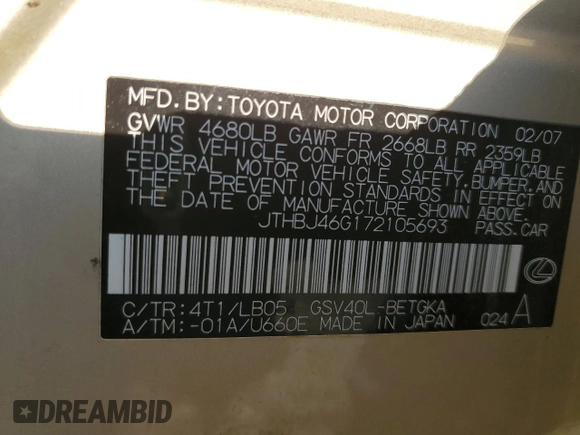 MFD. BY: TOYOTA MOTOR CORPORATION 02/07
GVWR 4680LB GAWR FR 2668LB RR 2359LB
THIS VEHICLE CONFORMS TO ALL APPLICABLE
FEDERAL MOTOR VEHICLE SAFETY, BUMPER, AND
THEFT PREVENTION STANDARDS IN EFFECT ON
THE DATE OF MANUFACTURE SHOWN ABOVE.
JTHBJ46G172105693 PASS. CAR
C/TR: 4T1/LB05 GSV40L-BETGKA
A/TM: -01A/U660E MADE IN JAPAN 024 A
DREAMBID